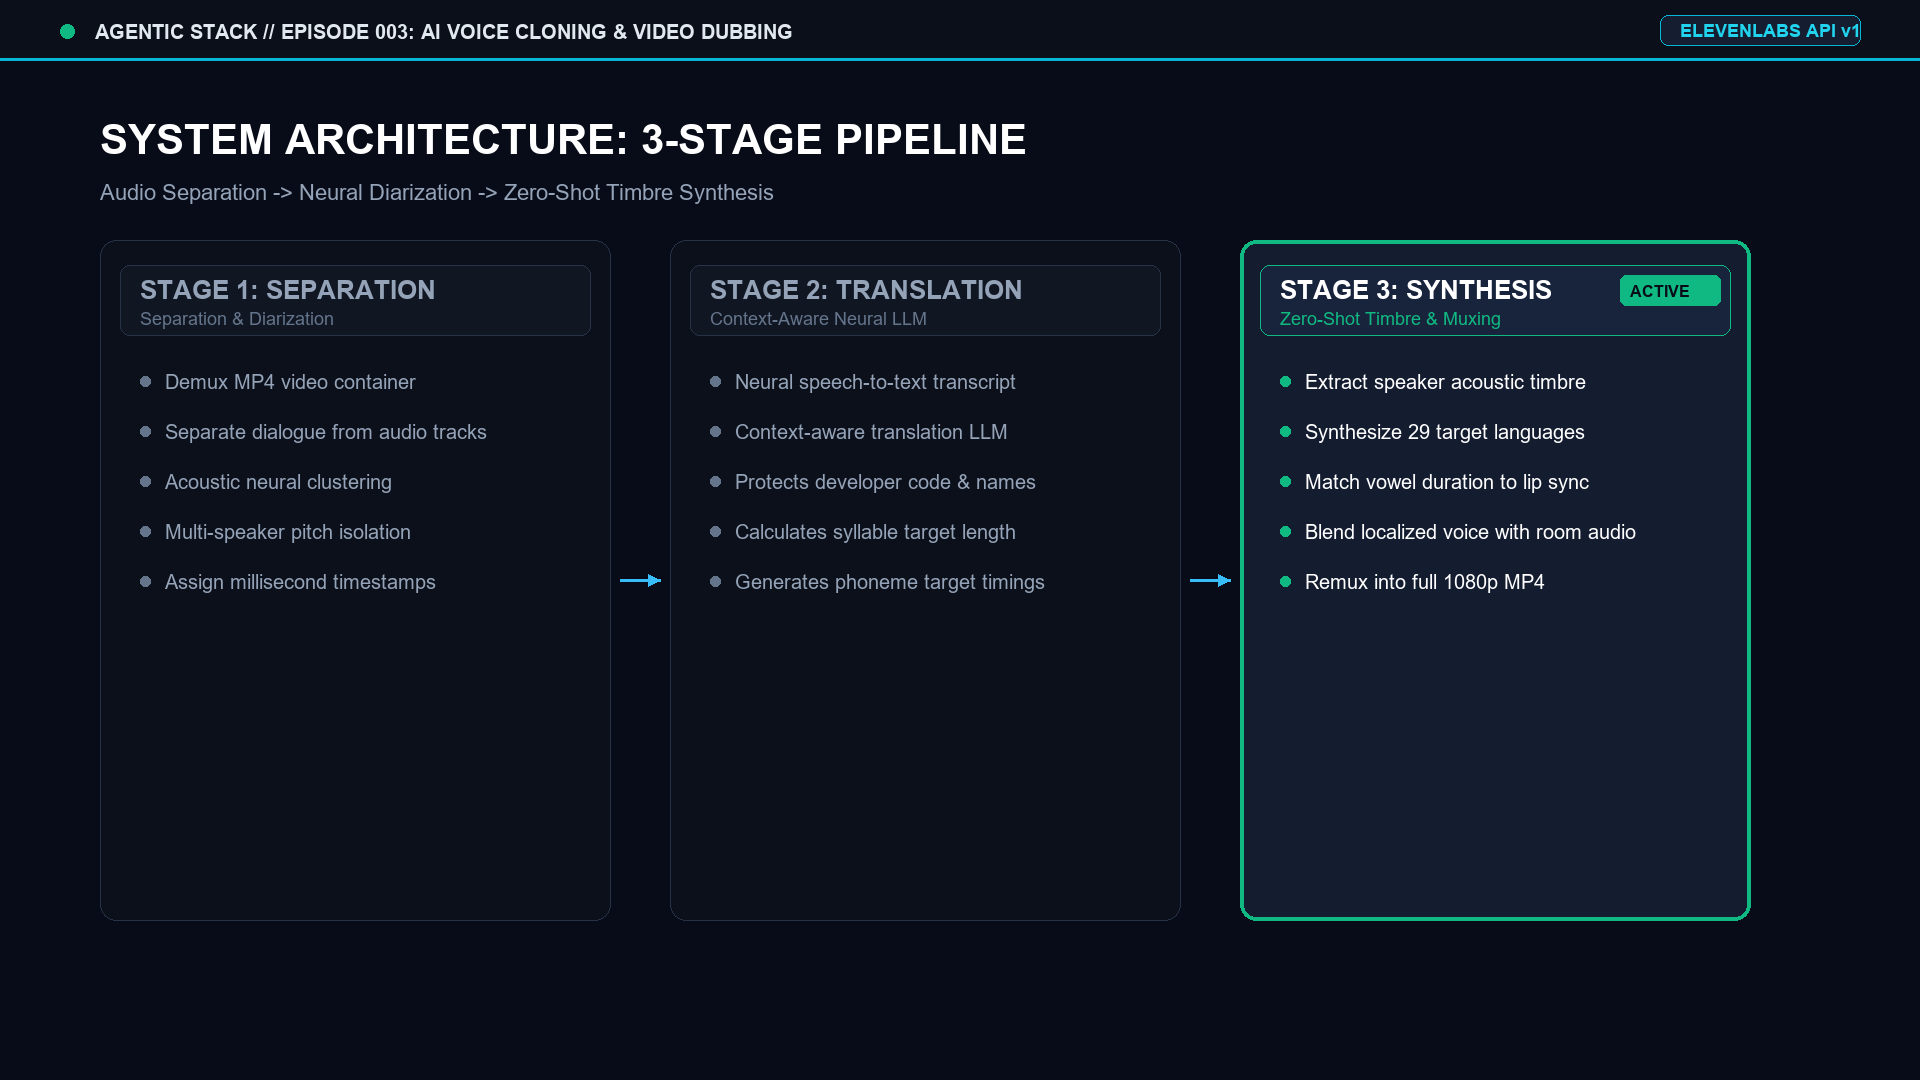 AGENTIC STACK // EPISODE 003: AI VOICE CLONING & VIDEO DUBBING
ELEVENLABS API v1
SYSTEM ARCHITECTURE: 3-STAGE PIPELINE
Audio Separation -> Neural Diarization -> Zero-Shot Timbre Synthesis
STAGE 1: SEPARATION
Separation & Diarization
Demux MP4 video container
Separate dialogue from audio tracks
Acoustic neural clustering
Multi-speaker pitch isolation
Assign millisecond timestamps
STAGE 2: TRANSLATION
Context-Aware Neural LLM
Neural speech-to-text transcript
Context-aware translation LLM
Protects developer code & names
Calculates syllable target length
Generates phoneme target timings
STAGE 3: SYNTHESIS
ACTIVE
Zero-Shot Timbre & Muxing
Extract speaker acoustic timbre
Synthesize 29 target languages
Match vowel duration to lip sync
Blend localized voice with room audio
Remux into full 1080p MP4